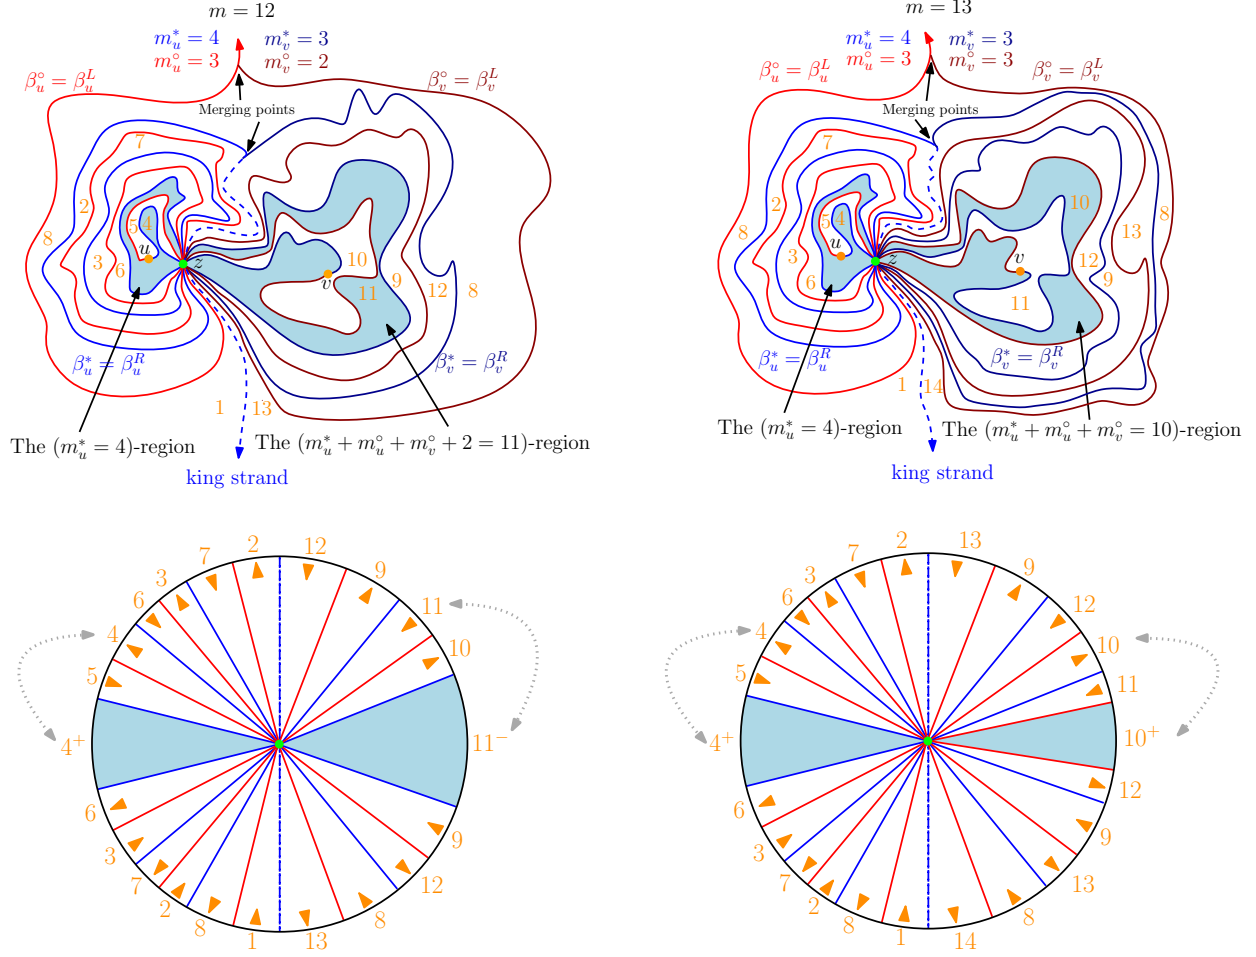 m = 12
m*_u = 4 m*_v = 3
m°_u = 3 m°_v = 2
β°_u = β^L_u
β°_v = β^L_v
Merging points
7
2
8
5 4
u
3
6
z
10
v
11
9
12
8
β*_u = β^R_u
β*_v = β^R_v
1 13
The (m*_u = 4)-region
The (m*_u + m°_u + m°_v + 2 = 11)-region
king strand
m = 13
m*_u = 4 m*_v = 3
m°_u = 3 m°_v = 3
β°_u = β^L_u
β°_v = β^L_v
Merging points
7
2
8
5 4
u
3
6
z
10
v
11
13
12
9
8
β*_u = β^R_u
β*_v = β^R_v
1 14
The (m*_u = 4)-region
The (m*_u + m°_u + m°_v = 10)-region
king strand
2 12
7 9
3
6 11
4 10
5
4⁺ 11⁻
6 9
3
7 12
2 8
8
1 13
2 13
7 9
3
6 12
4 10
5 11
4⁺ 10⁺
6 12
3 9
7 13
2 8
8
1 14